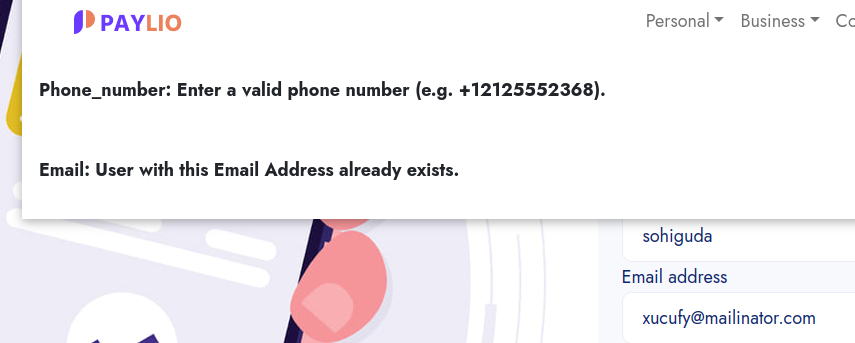 PAYLIO
Personal Business Co
Phone_number: Enter a valid phone number (e.g. +12125552368).
Email: User with this Email Address already exists.
sohiguda
Email address
xucufy@mailinator.com